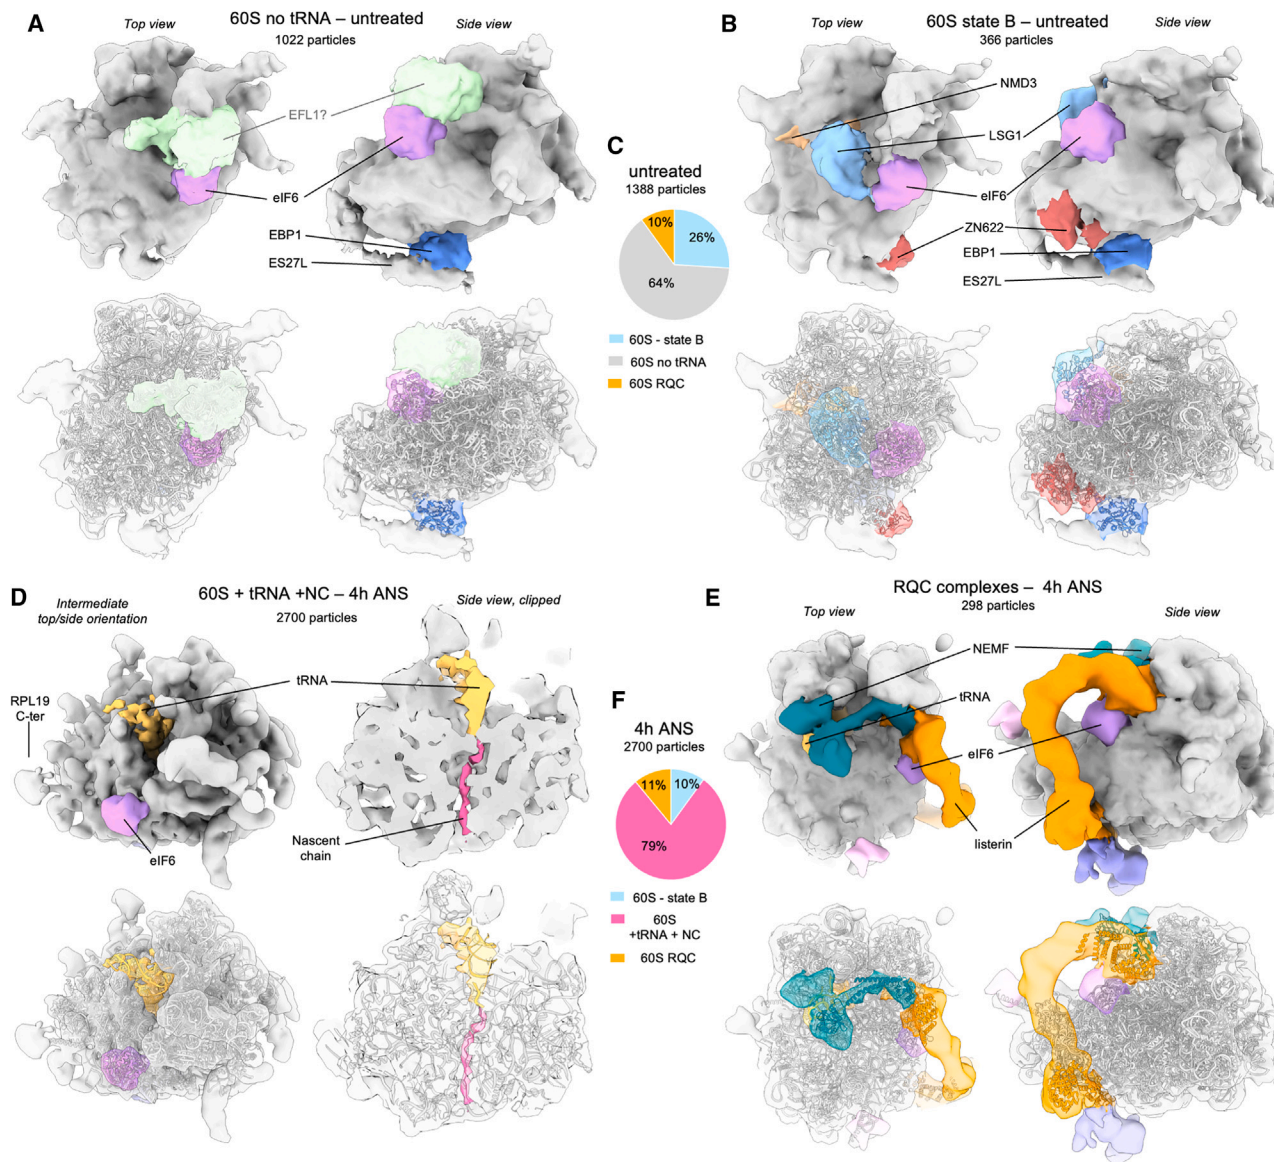 A
60S no tRNA – untreated
Top view
1022 particles
Side view
EFL1?
eIF6
EBP1
ES27L
B
60S state B – untreated
Top view
366 particles
Side view
NMD3
LSG1
eIF6
ZN622
EBP1
ES27L
C
untreated
1388 particles
10%
26%
64%
60S - state B
60S no tRNA
60S RQC
D
60S + tRNA +NC – 4h ANS
Intermediate
top/side orientation
2700 particles
Side view, clipped
RPL19
C-ter
tRNA
eIF6
Nascent
chain
E
RQC complexes – 4h ANS
Top view
298 particles
Side view
NEMF
tRNA
eIF6
listerin
F
4h ANS
2700 particles
11%
10%
79%
60S - state B
60S
+tRNA + NC
60S RQC